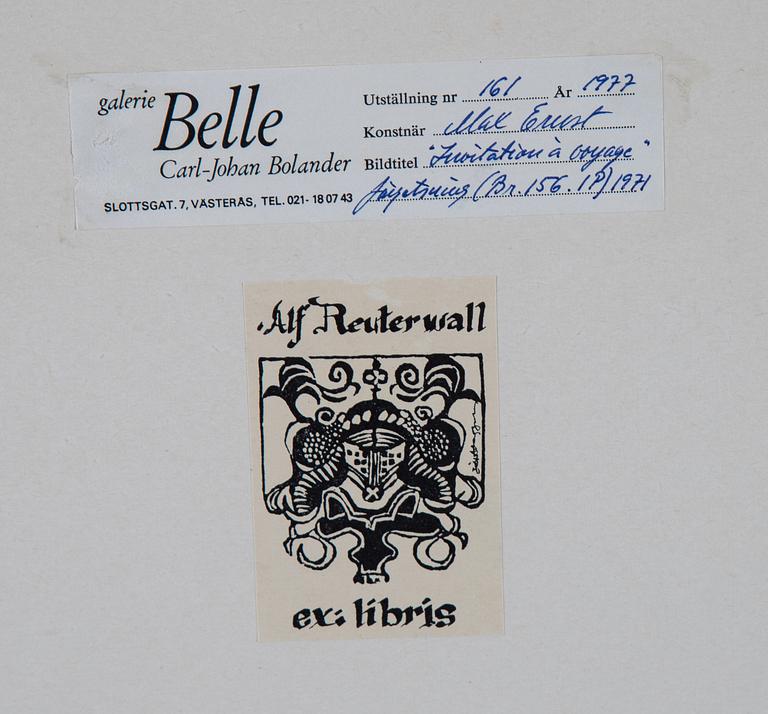 galerie Belle
Carl-Johan Bolander
SLOTTSGAT. 7, VÄSTERÅS, TEL. 021-18 07 43
Utställning nr 161 År 1977
Konstnär Max Ernst
Bildtitel "Invitation à voyage"
färgetsning (Br. 156. IP) 1971
Alf Reuterwall
ex: libris